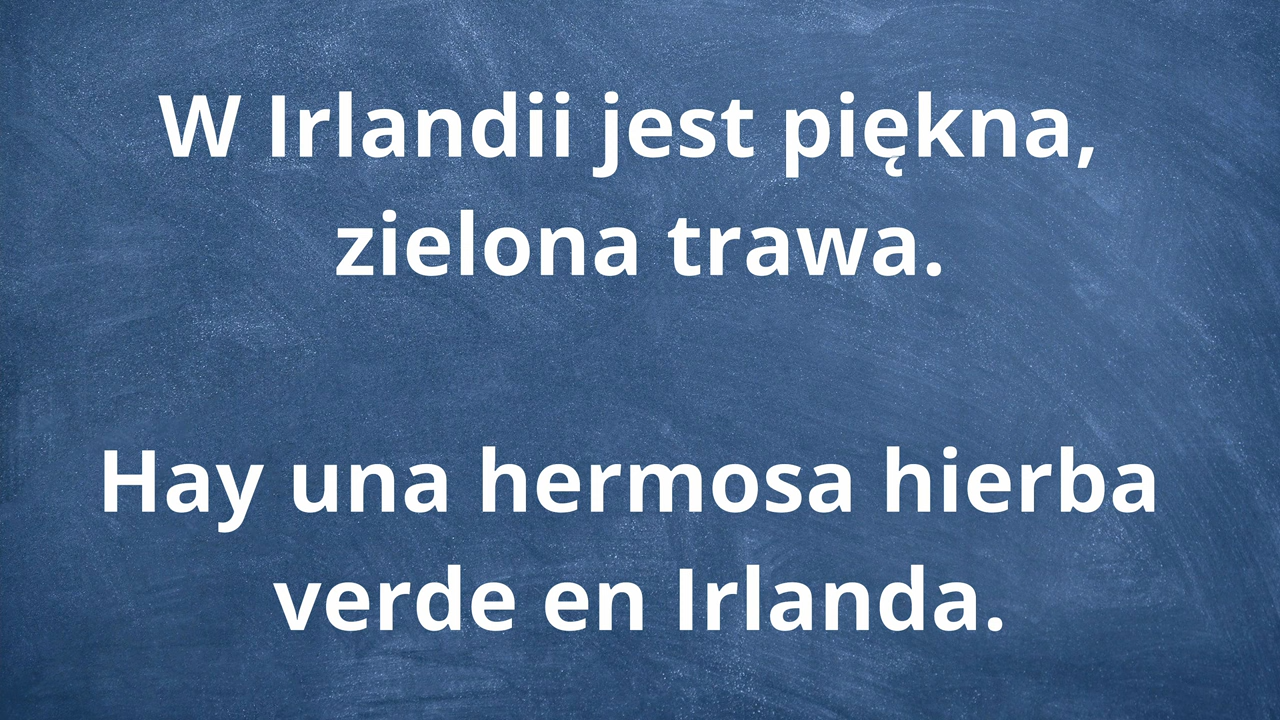 W Irlandii jest piękna,
zielona trawa.
Hay una hermosa hierba
verde en Irlanda.